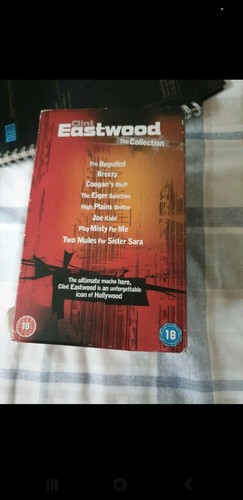 Clint
Eastwood
The Collection
The Beguiled
Breezy
Coogan's Bluff
The Eiger Sanction
High Plains Drifter
Joe Kidd
Play Misty For Me
Two Mules For Sister Sara
The ultimate macho hero,
Clint Eastwood is an unforgettable
icon of Hollywood
18
18